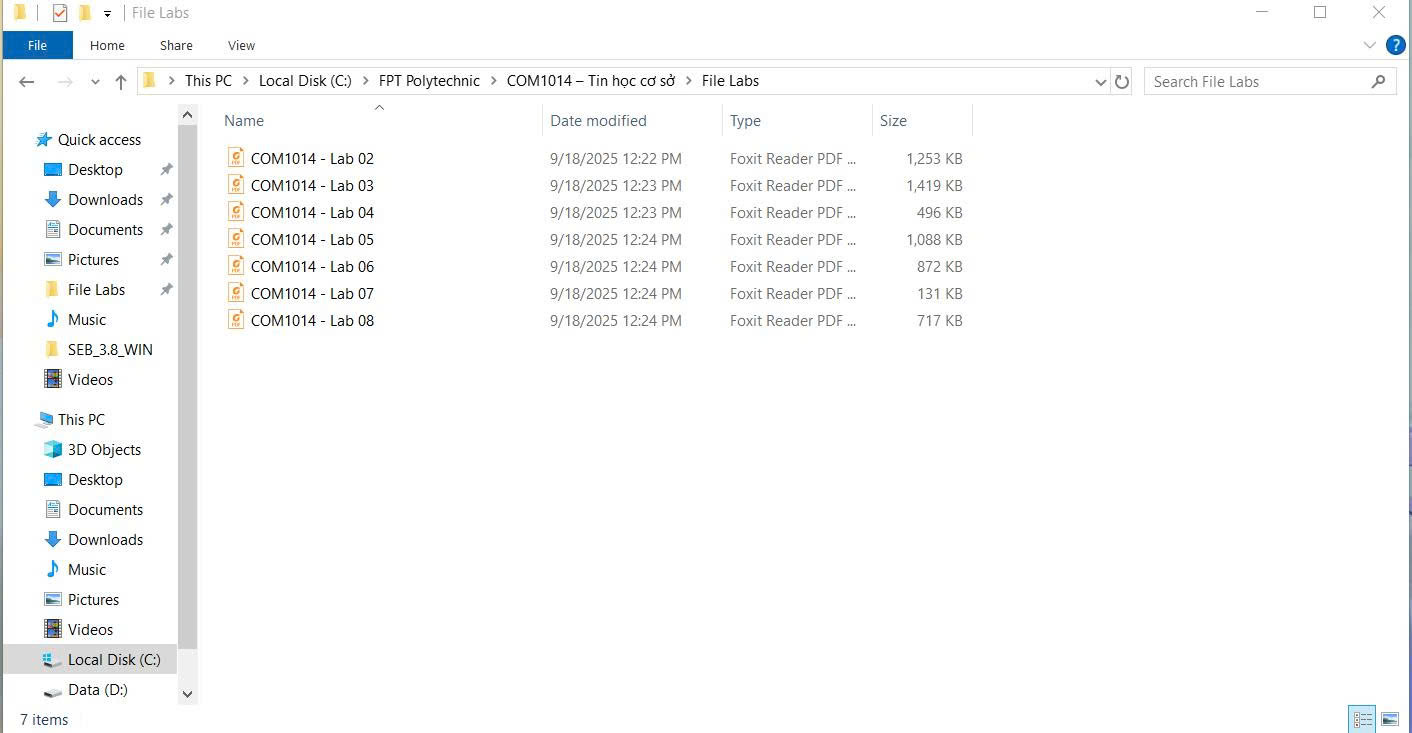 File Labs
File Home Share View
This PC Local Disk (C:) FPT Polytechnic COM1014 – Tin học cơ sở File Labs
Search File Labs
Name Date modified Type Size
COM1014 - Lab 02 9/18/2025 12:22 PM Foxit Reader PDF ... 1,253 KB
COM1014 - Lab 03 9/18/2025 12:23 PM Foxit Reader PDF ... 1,419 KB
COM1014 - Lab 04 9/18/2025 12:23 PM Foxit Reader PDF ... 496 KB
COM1014 - Lab 05 9/18/2025 12:24 PM Foxit Reader PDF ... 1,088 KB
COM1014 - Lab 06 9/18/2025 12:24 PM Foxit Reader PDF ... 872 KB
COM1014 - Lab 07 9/18/2025 12:24 PM Foxit Reader PDF ... 131 KB
COM1014 - Lab 08 9/18/2025 12:24 PM Foxit Reader PDF ... 717 KB
Quick access
Desktop
Downloads
Documents
Pictures
File Labs
Music
SEB_3.8_WIN
Videos
This PC
3D Objects
Desktop
Documents
Downloads
Music
Pictures
Videos
Local Disk (C:)
Data (D:)
7 items